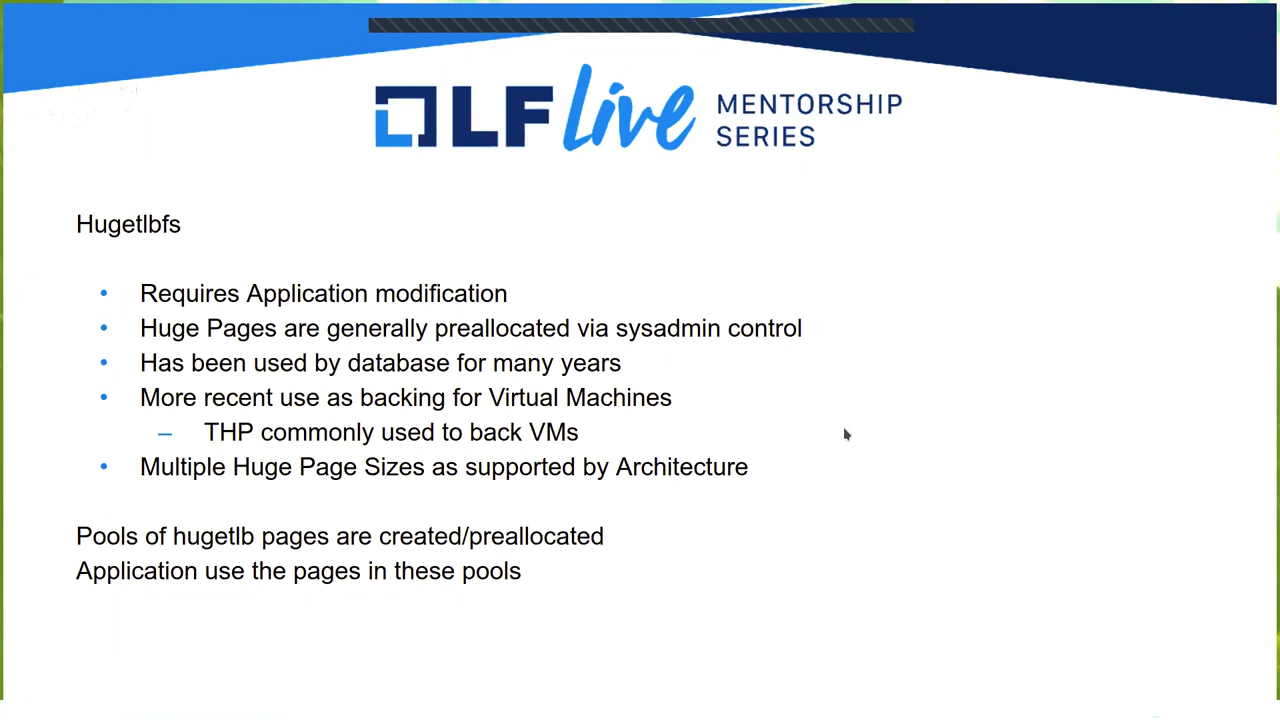 LF Live MENTORSHIP
SERIES
Hugetlbfs
• Requires Application modification
• Huge Pages are generally preallocated via sysadmin control
• Has been used by database for many years
• More recent use as backing for Virtual Machines
– THP commonly used to back VMs
• Multiple Huge Page Sizes as supported by Architecture
Pools of hugetlb pages are created/preallocated
Application use the pages in these pools